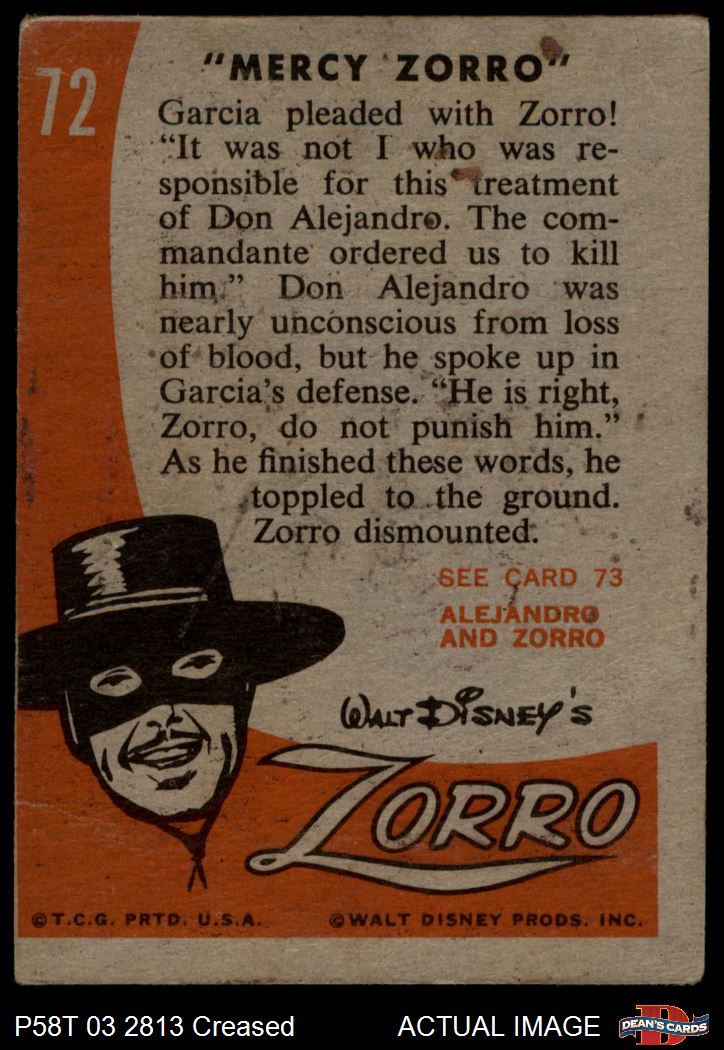 72
"MERCY ZORRO"
Garcia pleaded with Zorro!
“It was not I who was re-
sponsible for this treatment
of Don Alejandro. The com-
mandante ordered us to kill
him.” Don Alejandro was
nearly unconscious from loss
of blood, but he spoke up in
Garcia’s defense. “He is right,
Zorro, do not punish him.”
As he finished these words, he
toppled to the ground.
Zorro dismounted.
SEE CARD 73
ALEJANDRO
AND ZORRO
WALT DISNEY'S
ZORRO
©T.C.G. PRTD. U.S.A.
©WALT DISNEY PRODS. INC.
P58T 03 2813 Creased
ACTUAL IMAGE
D
DEAN'S CARDS